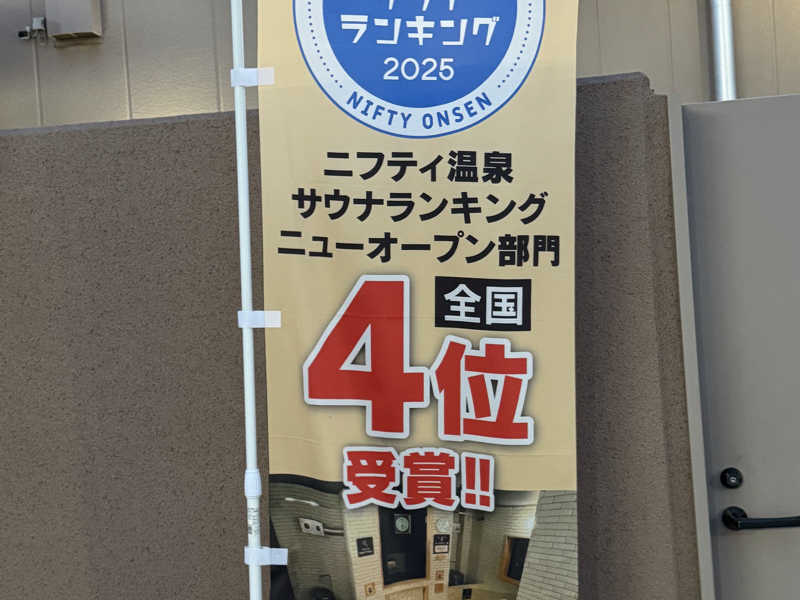 ランキング
2025
NIFTY ONSEN
ニフティ温泉
サウナランキング
ニューオープン部門
全国
4位
受賞!!